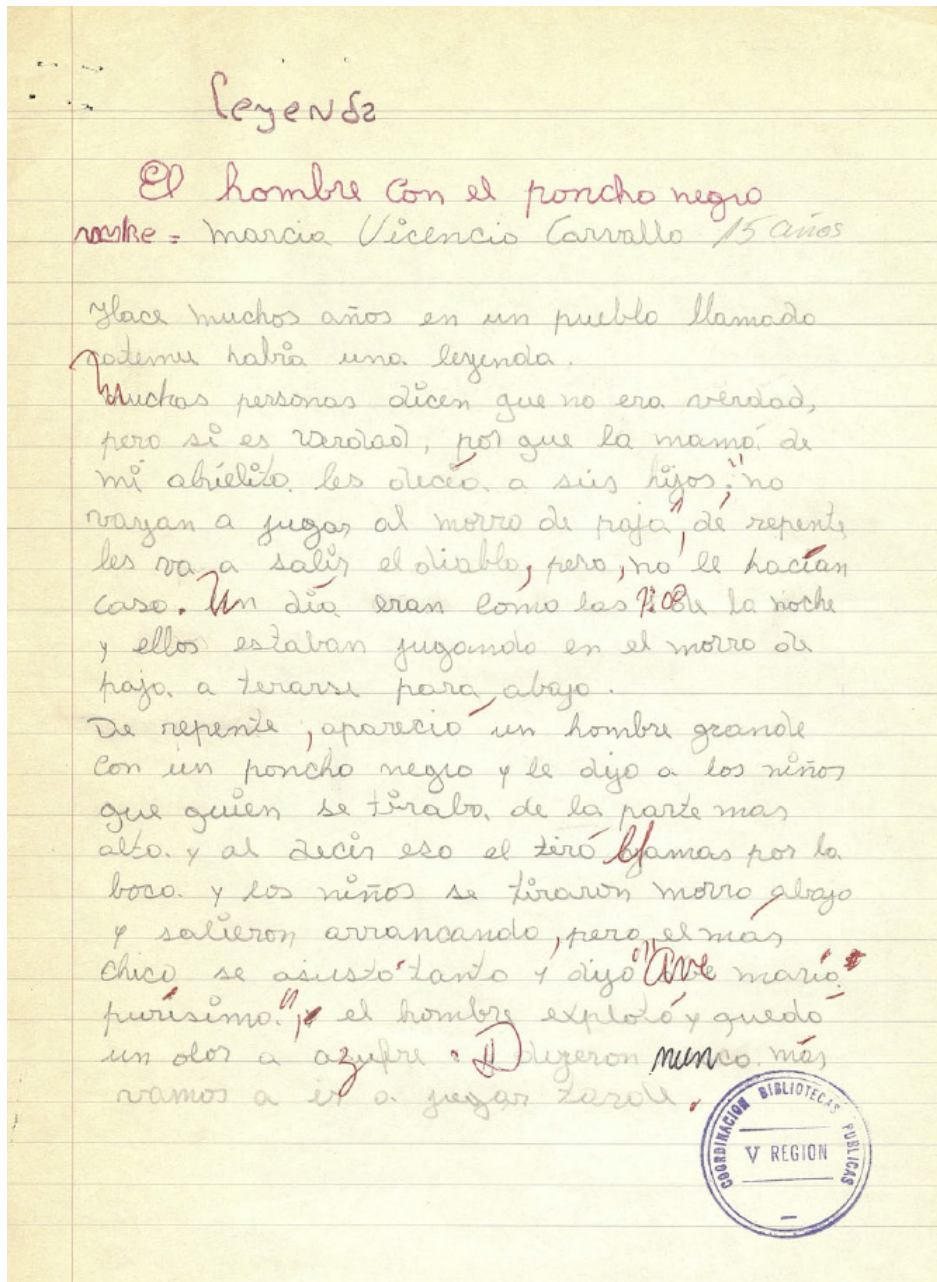 Leyenda
El hombre con el poncho negro
nombre = Marcia Vicencio Carvallo 15 años
Hace muchos años en un pueblo llamado
catemu había una leyenda.
Muchas personas dicen que no era verdad,
pero si es verdad, por que la mamá de
mi abuelito les decía a sus hijos; "no
vayan a jugar al morro de paja", de repente
les va a salir el diablo, pero, no le hacían
caso. Un día eran como las de la noche
y ellos estaban jugando en el morro de
paja a terarse para abajo.
De repente, apareció un hombre grande
con un poncho negro y le dijo a los niños
que quien se tiraba de la parte mas
alta y al decir eso el tiró llamas por la
boca y los niños se tiraron morro abajo
y salieron arrancando, pero el más
chico se asustó tanto y dijo "Ave maría
purísima", el hombre explotó y quedó
un olor a azufre. Dijeron nunca más
vamos a ir a jugar tarde.
COORDINACION BIBLIOTECAS PUBLICAS
V REGION